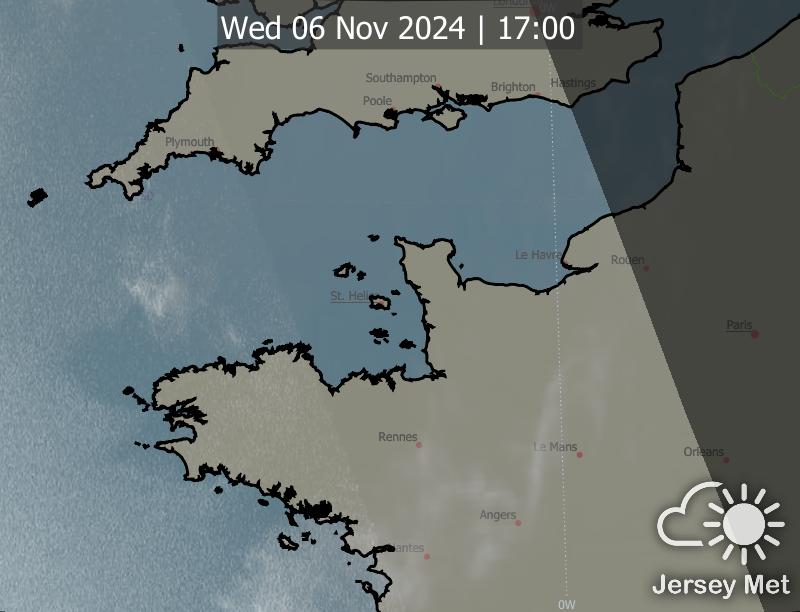 London
0W
Wed 06 Nov 2024 | 17:00
Southampton
Brighton
Hastings
Poole
Plymouth
Le Havre
Rouen
St. Helier
Paris
Rennes
Le Mans
Orleans
Angers
Nantes
Jersey Met
0W